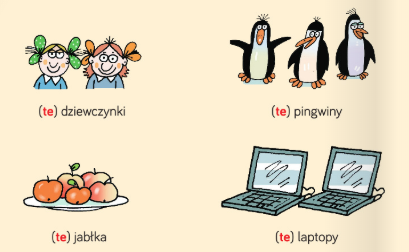 (te) dziewczynki
(te) pingwiny
(te) jabłka
(te) laptopy